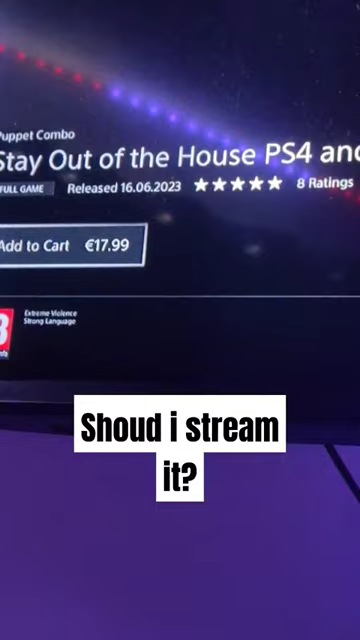 Puppet Combo
Stay Out of the House PS4 and
FULL GAME Released 16.06.2023 ★★★★★ 8 Ratings
Add to Cart €17.99
Extreme Violence
Strong Language
Shoud i stream
it?